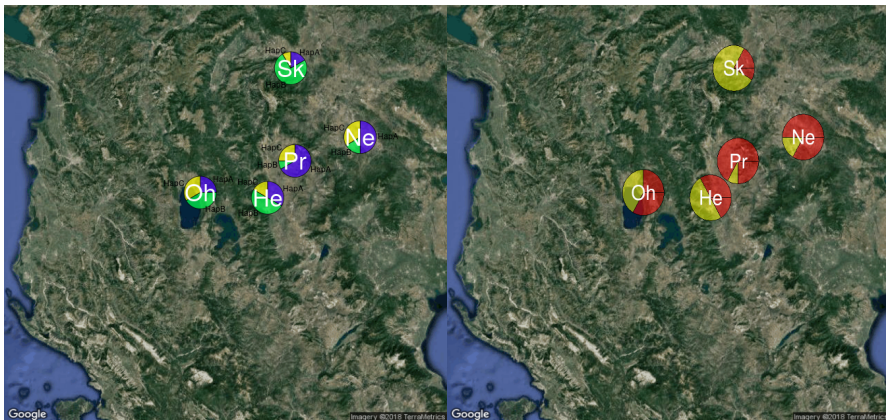 HapC HapA
Sk
HapB
HapC
Ne HapA
HapB
HapC
Pr
HapB HapA
HapC HapA
Oh
HapB
HapC HapA
He
HapB
Google
Imagery ©2018 TerraMetrics
Sk
Ne
Pr
Oh
He
Google
Imagery ©2018 TerraMetrics